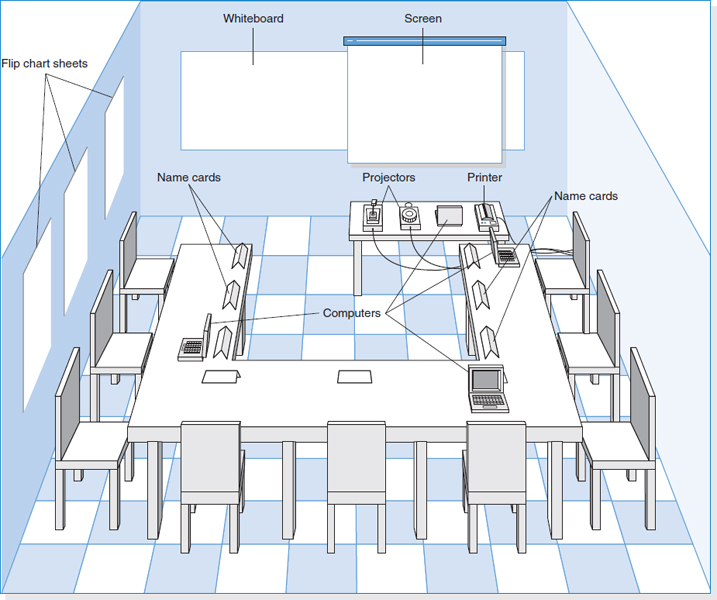 Whiteboard
Screen
Flip chart sheets
Name cards
Projectors
Printer
Name cards
Computers